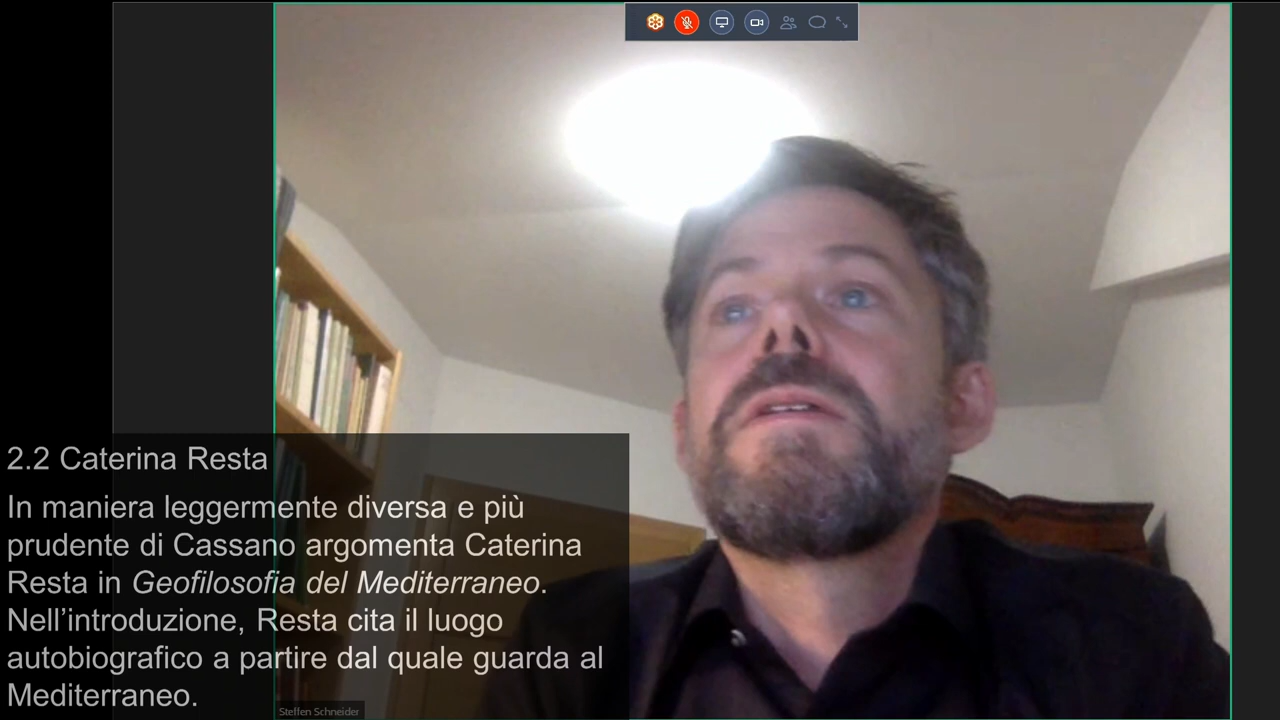 2.2 Caterina Resta
In maniera leggermente diversa e più
prudente di Cassano argomenta Caterina
Resta in Geofilosofia del Mediterraneo.
Nell’introduzione, Resta cita il luogo
autobiografico a partire dal quale guarda al
Mediterraneo.
Steffen Schneider